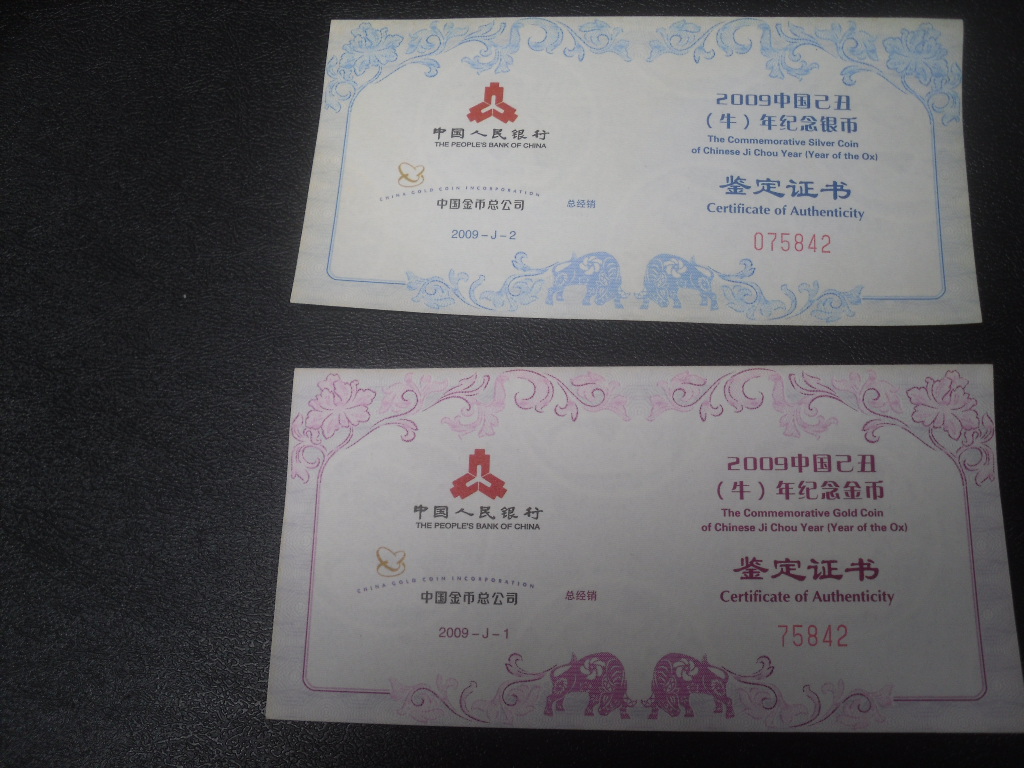 中国人民银行
THE PEOPLE'S BANK OF CHINA
CHINA GOLD COIN INCORPORATION
中国金币总公司
总经销
2009-J-2
2009中国己丑
(牛)年纪念银币
The Commemorative Silver Coin
of Chinese Ji Chou Year (Year of the Ox)
鉴定证书
Certificate of Authenticity
075842
中国人民银行
THE PEOPLE'S BANK OF CHINA
CHINA GOLD COIN INCORPORATION
中国金币总公司
总经销
2009-J-1
2009中国己丑
(牛)年纪念金币
The Commemorative Gold Coin
of Chinese Ji Chou Year (Year of the Ox)
鉴定证书
Certificate of Authenticity
75842